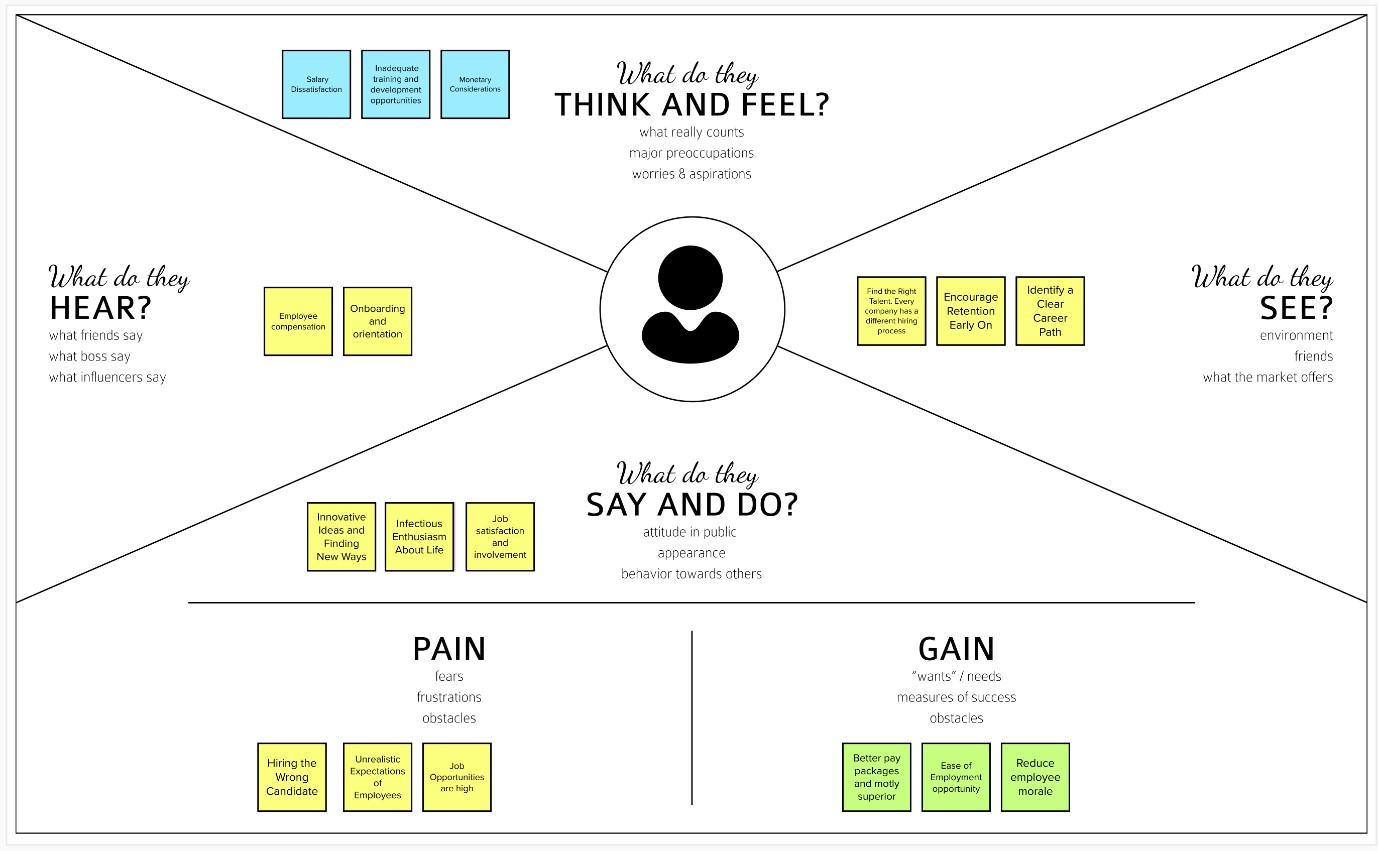 Salary
Dissatisfaction
Inadequate
training and
development
opportunities
Monetary
Considerations
What do they
THINK AND FEEL?
what really counts
major preoccupations
worries & aspirations
What do they
HEAR?
what friends say
what boss say
what influencers say
Employee
compensation
Onboarding
and
orientation
Find the Right
Talent. Every
company has a
different hiring
process
Encourage
Retention
Early On
Identify a
Clear
Career
Path
What do they
SEE?
environment
friends
what the market offers
What do they
SAY AND DO?
attitude in public
appearance
behavior towards others
Innovative
Ideas and
Finding
New Ways
Infectious
Enthusiasm
About Life
Job
satisfaction
and
involvement
PAIN
fears
frustrations
obstacles
Hiring the
Wrong
Candidate
Unrealistic
Expectations
of
Employees
Job
Opportunities
are high
GAIN
"wants" / needs
measures of success
obstacles
Better pay
packages
and motly
superior
Ease of
Employment
opportunity
Reduce
employee
morale